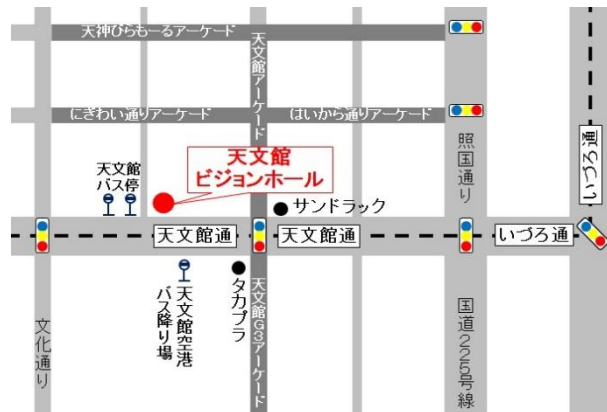 天神ぴらもーるアーケード
天文館アーケード
にぎわい通りアーケード
はいから通りアーケード
照国通り
いづろ通
天文館
バス停
天文館
ビジョンホール
サンドラック
天文館通
天文館通
いづろ通
文化通り
天文館空港
バス降り場
タカプラ
天文館G3アーケード
国道225号線